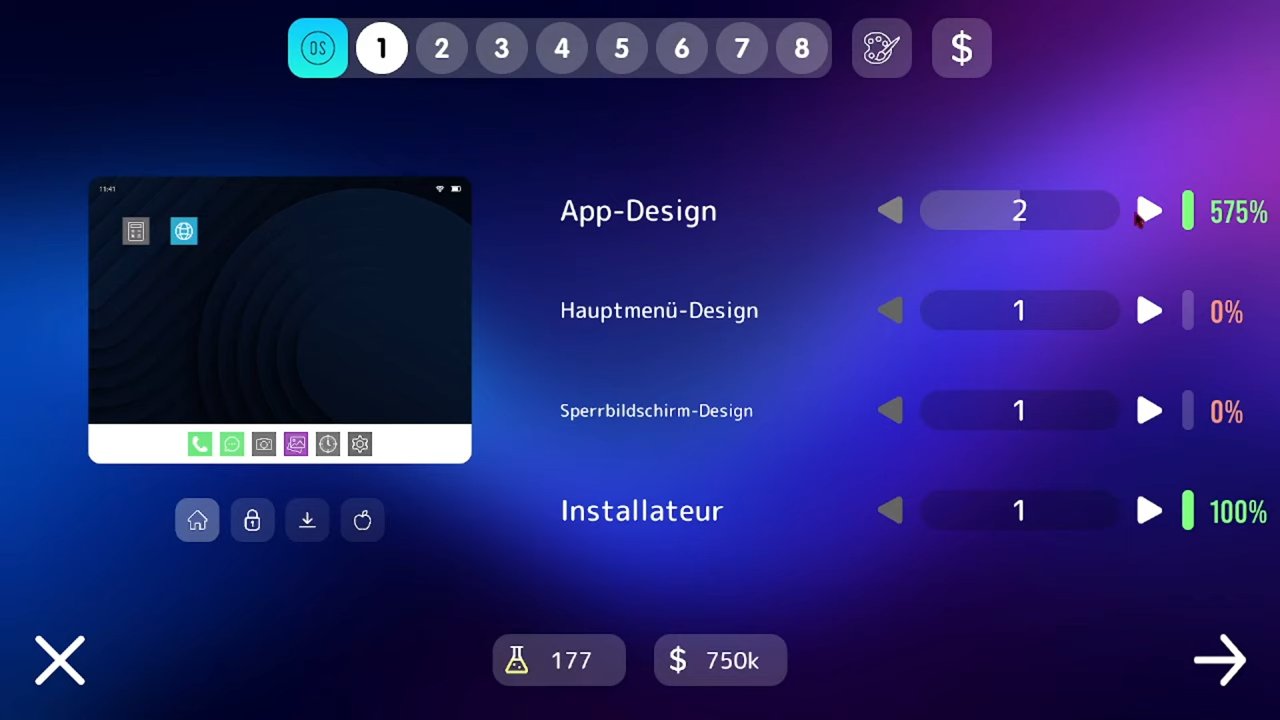 OS 1 2 3 4 5 6 7 8 $
11:41
App-Design 2 575%
Hauptmenü-Design 1 0%
Sperrbildschirm-Design 1 0%
Installateur 1 100%
177 $ 750k